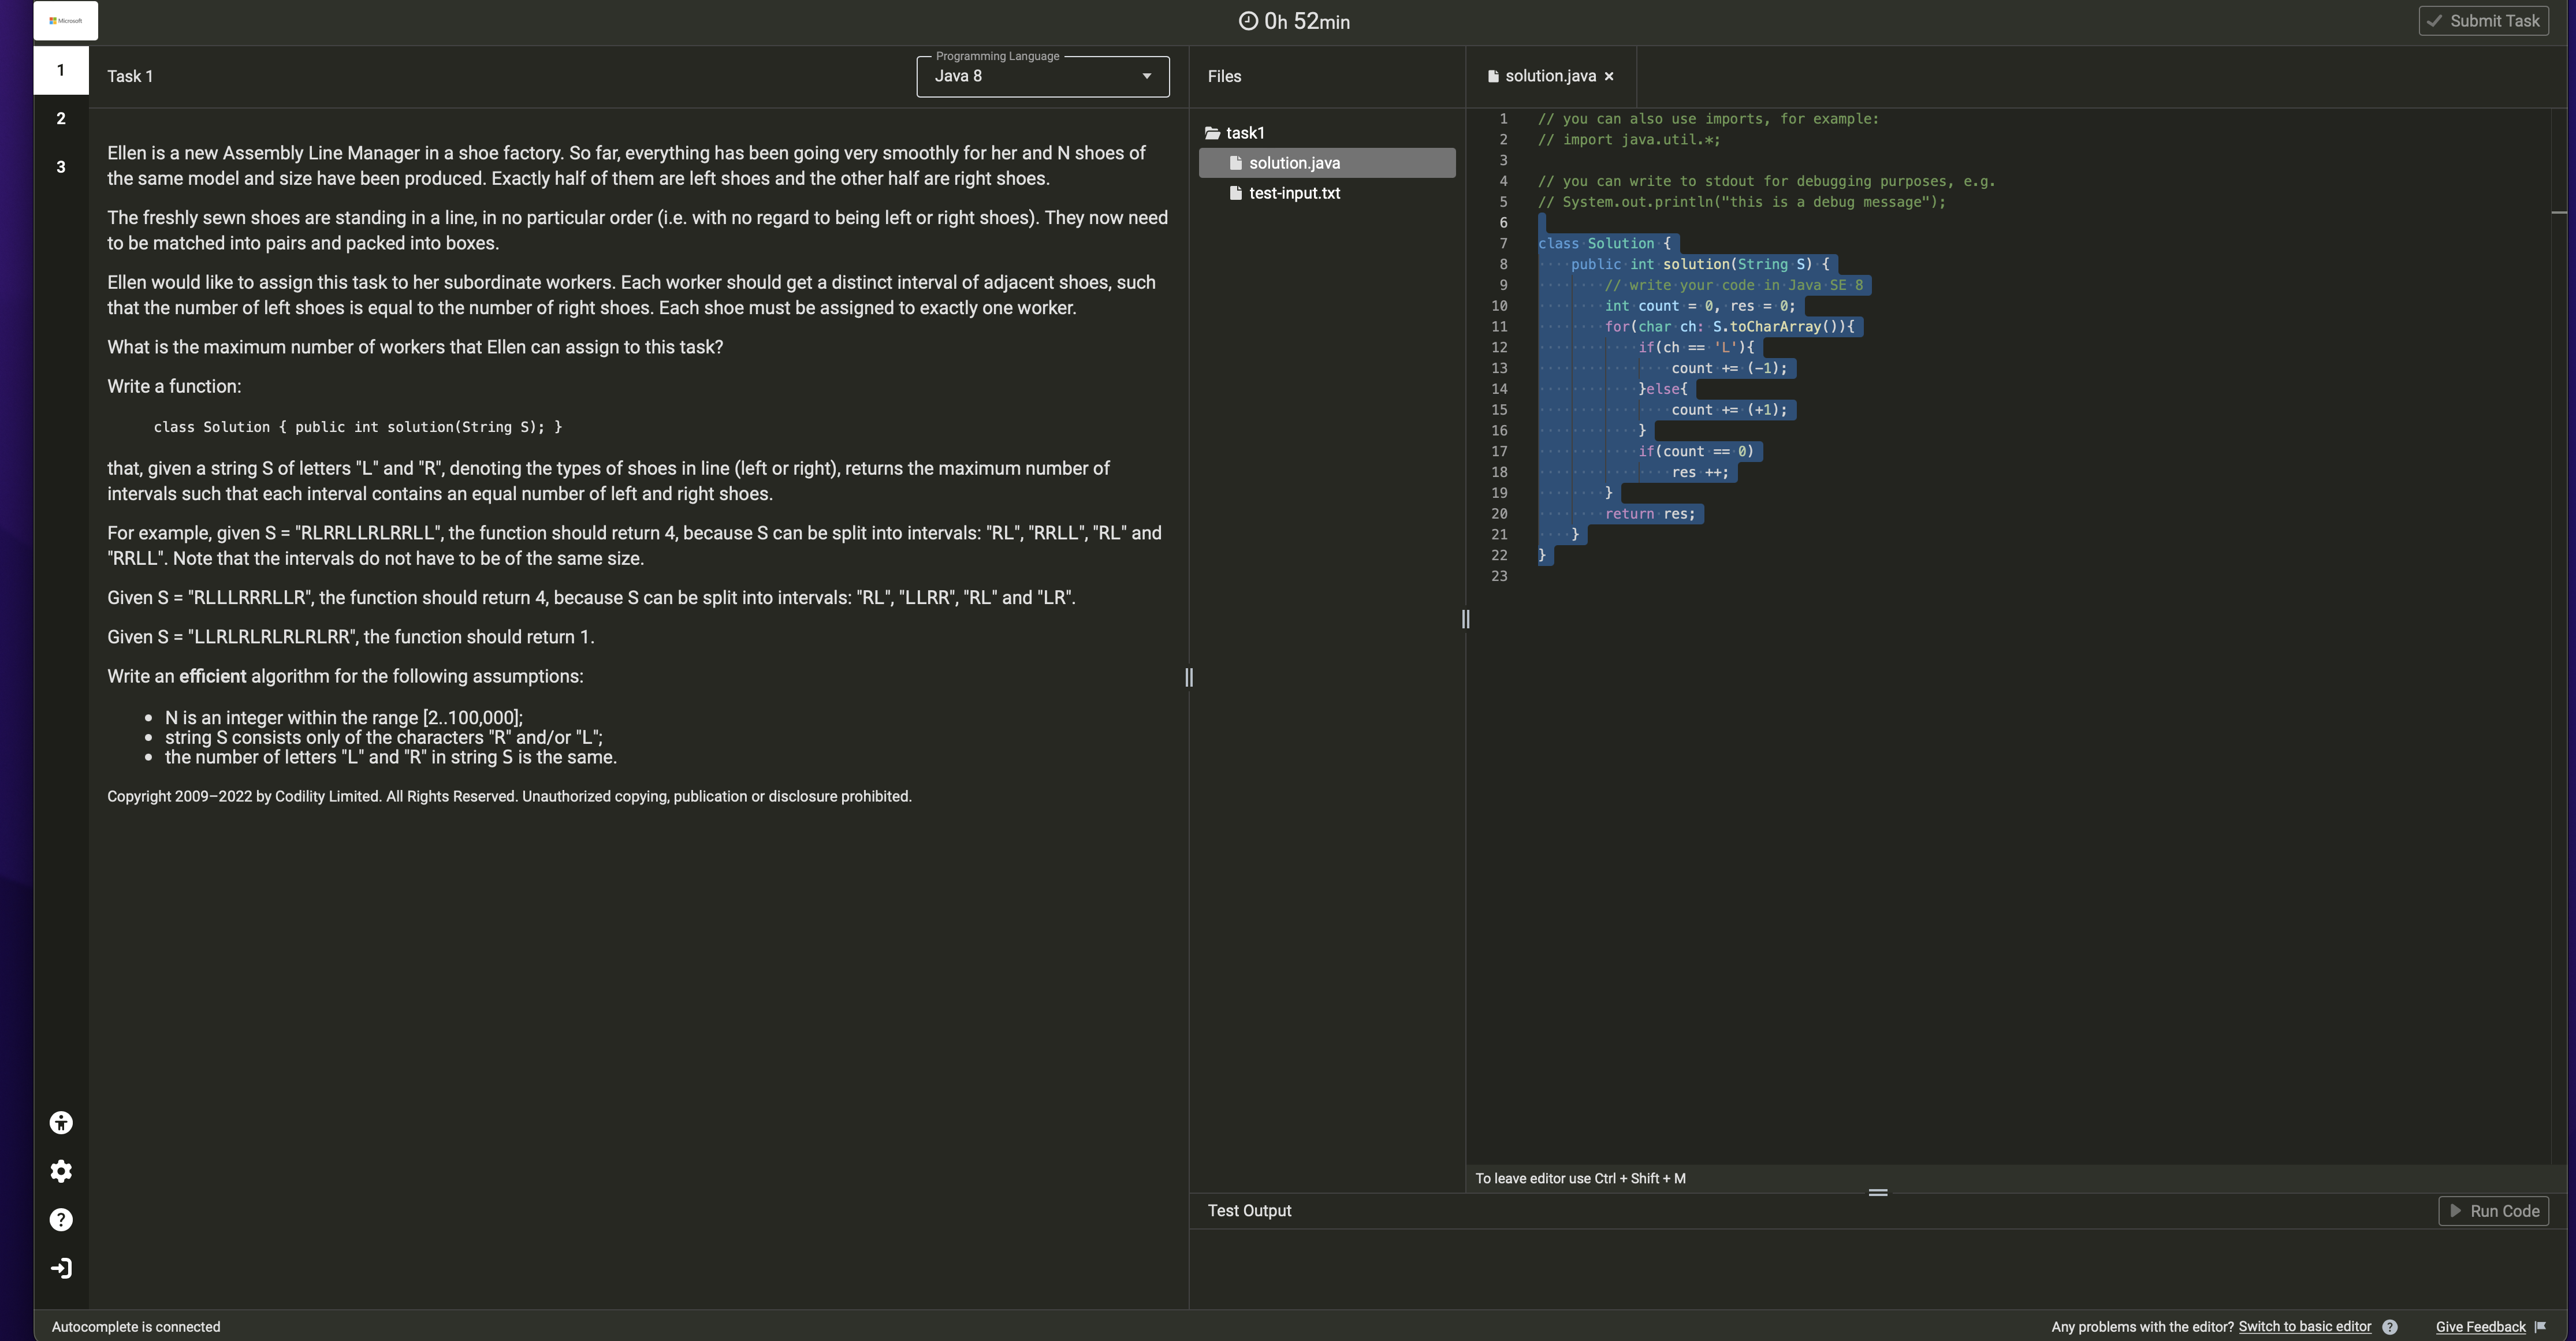 Microsoft
0h 52min
Submit Task
1
2
3
Task 1
Programming Language
Java 8
Ellen is a new Assembly Line Manager in a shoe factory. So far, everything has been going very smoothly for her and N shoes of
the same model and size have been produced. Exactly half of them are left shoes and the other half are right shoes.
The freshly sewn shoes are standing in a line, in no particular order (i.e. with no regard to being left or right shoes). They now need
to be matched into pairs and packed into boxes.
Ellen would like to assign this task to her subordinate workers. Each worker should get a distinct interval of adjacent shoes, such
that the number of left shoes is equal to the number of right shoes. Each shoe must be assigned to exactly one worker.
What is the maximum number of workers that Ellen can assign to this task?
Write a function:
class Solution { public int solution(String S); }
that, given a string S of letters "L" and "R", denoting the types of shoes in line (left or right), returns the maximum number of
intervals such that each interval contains an equal number of left and right shoes.
For example, given S = "RLRRLLRLRRLL", the function should return 4, because S can be split into intervals: "RL", "RRLL", "RL" and
"RRLL". Note that the intervals do not have to be of the same size.
Given S = "RLLLRRRLLR", the function should return 4, because S can be split into intervals: "RL", "LLRR", "RL" and "LR".
Given S = "LLRLRLRLRLRLRR", the function should return 1.
Write an efficient algorithm for the following assumptions:
• N is an integer within the range [2..100,000];
• string S consists only of the characters "R" and/or "L";
• the number of letters "L" and "R" in string S is the same.
Copyright 2009–2022 by Codility Limited. All Rights Reserved. Unauthorized copying, publication or disclosure prohibited.
Files
task1
solution.java
test-input.txt
solution.java ×
1 // you can also use imports, for example:
2 // import java.util.*;
3
4 // you can write to stdout for debugging purposes, e.g.
5 // System.out.println("this is a debug message");
6
7 class Solution {
8 public int solution(String S) {
9 // write your code in Java SE 8
10 int count = 0, res = 0;
11 for(char ch: S.toCharArray()){
12 if(ch == 'L'){
13 count += (-1);
14 }else{
15 count += (+1);
16 }
17 if(count == 0)
18 res ++;
19 }
20 return res;
21 }
22 }
23
To leave editor use Ctrl + Shift + M
Test Output
Run Code
Autocomplete is connected
Any problems with the editor? Switch to basic editor ?
Give Feedback